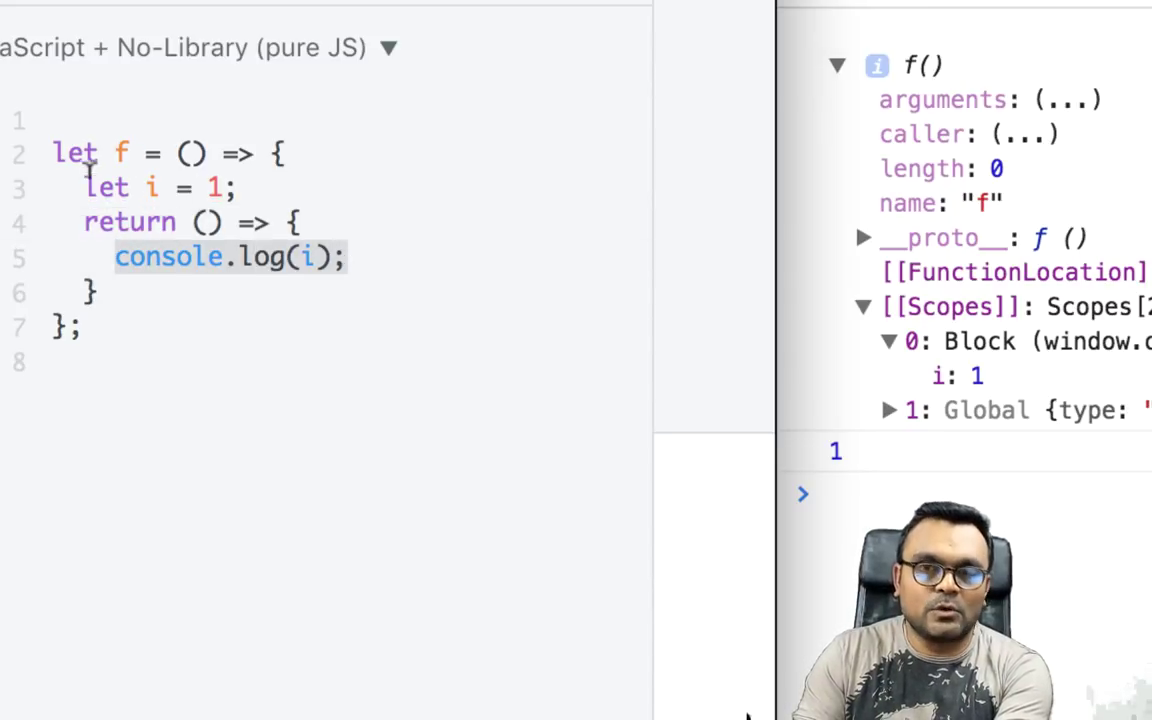 aScript + No-Library (pure JS) ▼
1
2 let f = () => {
3 let i = 1;
4 return () => {
5 console.log(i);
6 }
7 };
8
▼ i f()
arguments: (...)
caller: (...)
length: 0
name: "f"
▶ __proto__: ƒ ()
[[FunctionLocation]
▼ [[Scopes]]: Scopes[2
▼ 0: Block (window.c
i: 1
▶ 1: Global {type: "
1
>